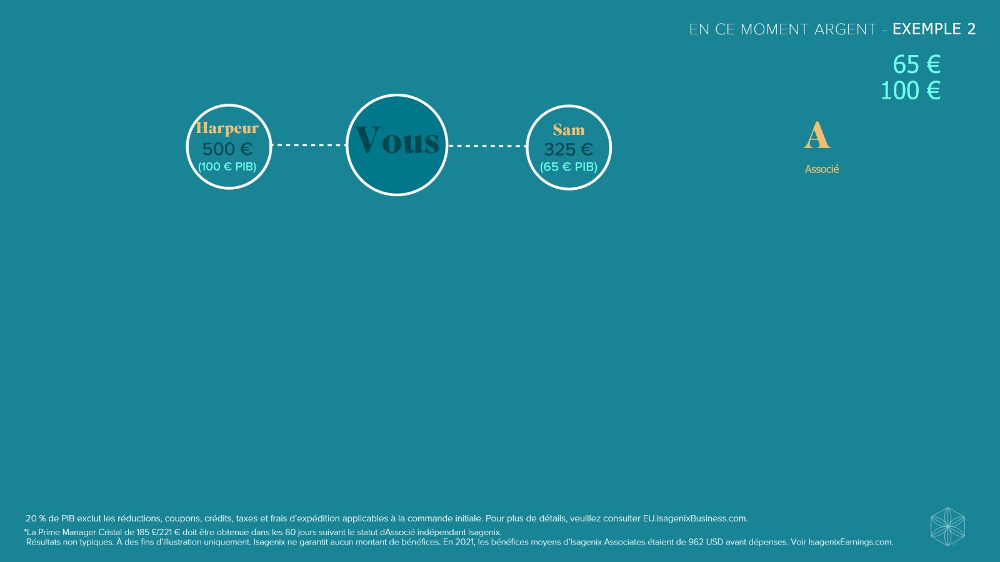 EN CE MOMENT ARGENT - EXEMPLE 2
65 €
100 €
Harpeur
500 €
(100 € PIB)
Vous
Sam
325 €
(65 € PIB)
A
Associé
20 % de PIB exclut les réductions, coupons, crédits, taxes et frais d'expédition applicables à la commande initiale. Pour plus de détails, veuillez consulter EU.IsagenixBusiness.com.
*La Prime Manager Cristal de 185 £/221 € doit être obtenue dans les 60 jours suivant le statut dAssocié indépendant Isagenix.
Résultats non typiques. À des fins d'illustration uniquement. Isagenix ne garantit aucun montant de bénéfices. En 2021, les bénéfices moyens d'Isagenix Associates étaient de 962 USD avant dépenses. Voir IsagenixEarnings.com.